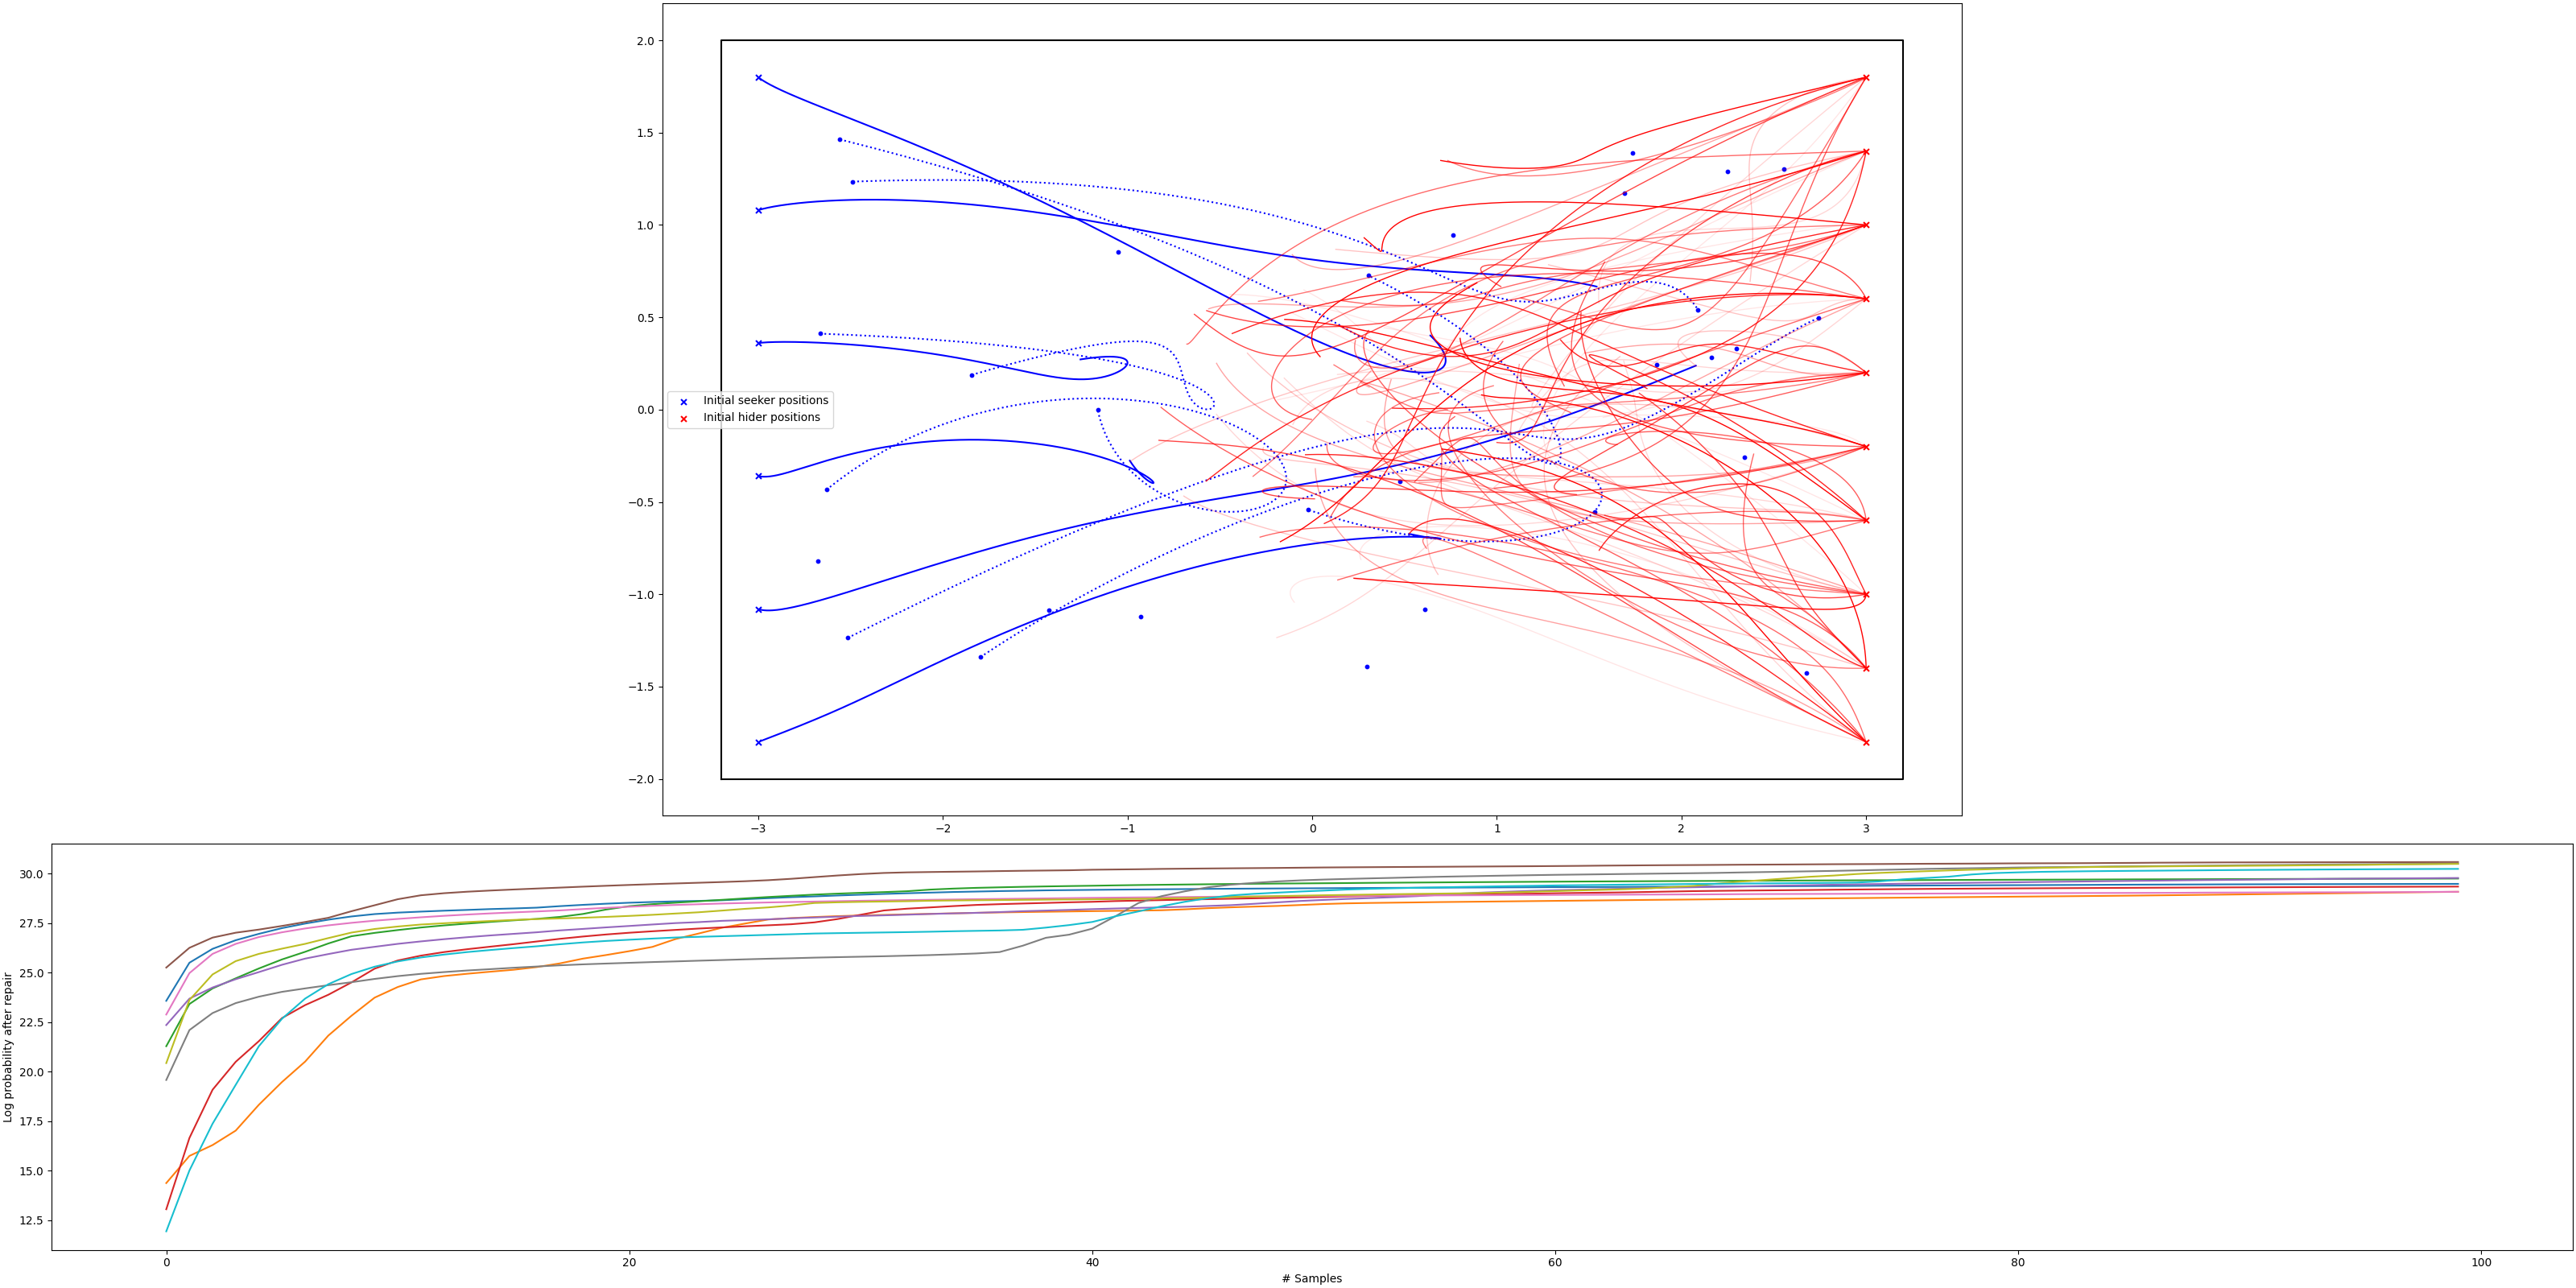 2.0
1.5
1.0
0.5
0.0
−0.5
−1.0
−1.5
−2.0
Initial seeker positions
Initial hider positions
−3 −2 −1 0 1 2 3
30.0
27.5
25.0
22.5
20.0
17.5
15.0
12.5
Log probability after repair
0 20 40 60 80 100
# Samples